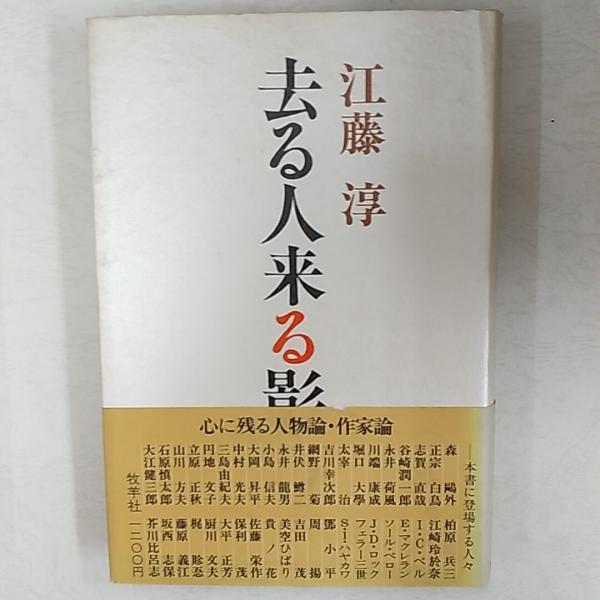 江藤 淳
去る人来る影
心に残る人物論・作家論
―本書に登場する人々
森 鷗外 柏原 兵三
正宗 白鳥 江崎玲於奈
志賀 直哉 I・C・ベル
谷崎潤一郎 E・マクレラン
永井 荷風 ソール・ベロー
川端 康成 J・D・ロック
堀口 大學 フェラー三世
太宰 治 S・I・ハヤカワ
吉川幸次郎 鄧 小平
網野 菊 周 揚
井伏 鱒二 吉田 茂
永井 龍男 美空ひばり
小島 信夫 貴ノ花
大岡 昇平 佐藤 栄作
中村 光夫 保利 茂
三島由紀夫 大平 正芳
円地 文子 厨川 文夫
立原 正秋 梶 聆吾
山川 方夫 藤原 義江
石原慎太郎 坂西 志保
大江健三郎 芥川比呂志
牧羊社 一二〇〇円